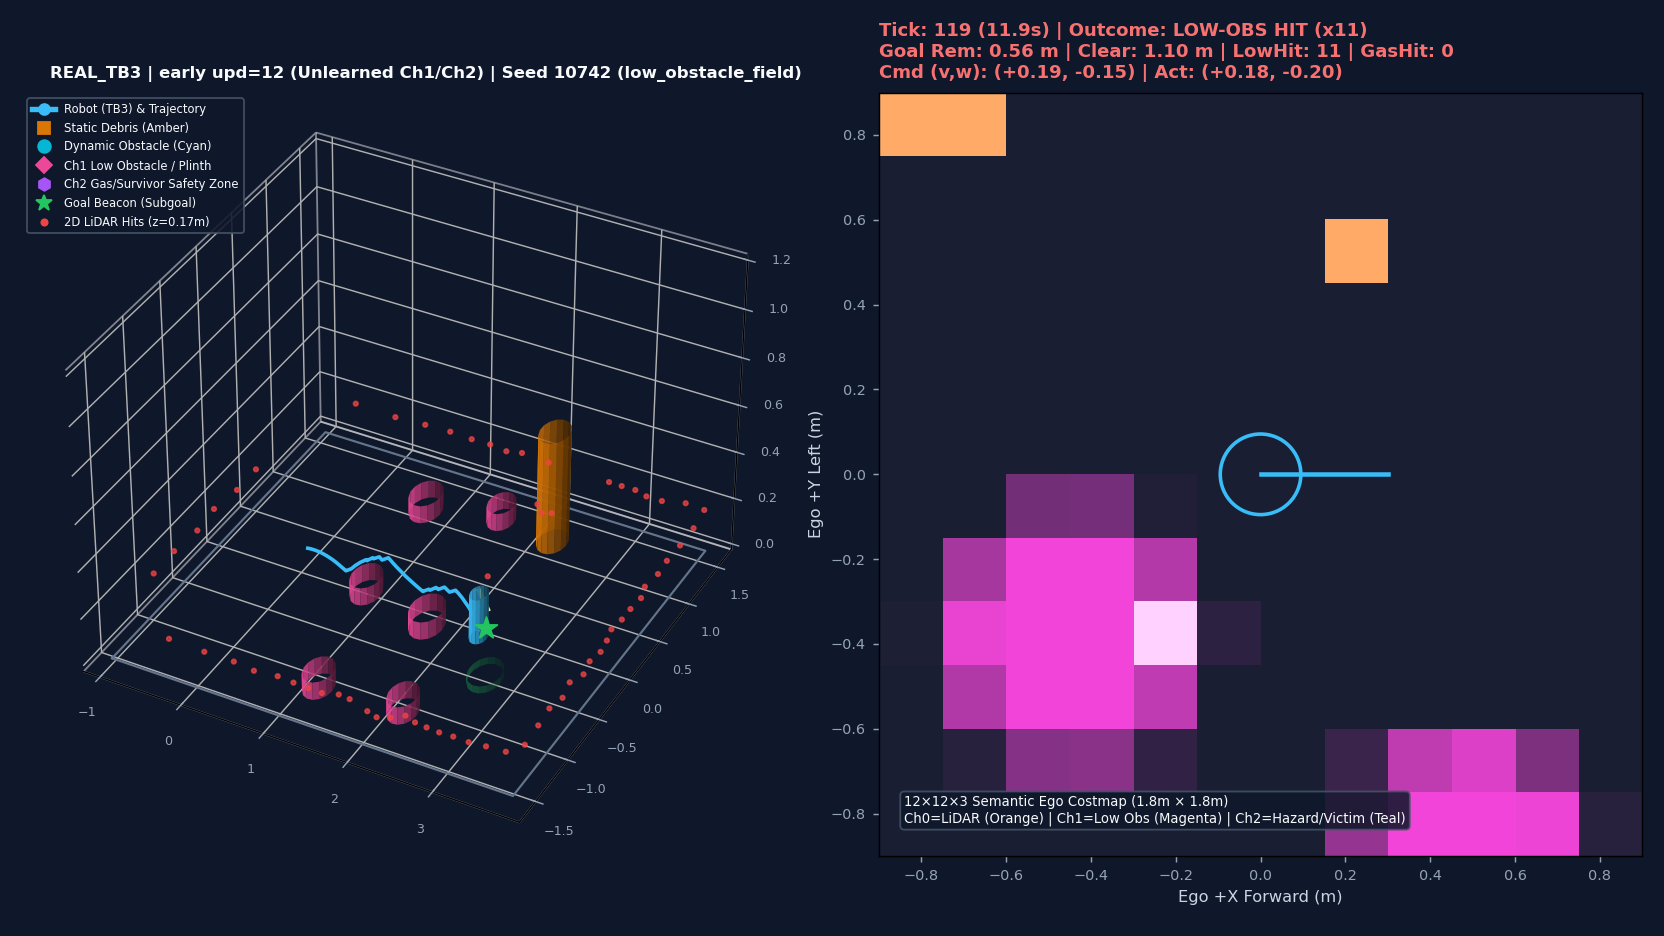 REAL_TB3 | early upd=12 (Unlearned Ch1/Ch2) | Seed 10742 (low_obstacle_field)
Robot (TB3) & Trajectory
Static Debris (Amber)
Dynamic Obstacle (Cyan)
Ch1 Low Obstacle / Plinth
Ch2 Gas/Survivor Safety Zone
Goal Beacon (Subgoal)
2D LiDAR Hits (z=0.17m)
1.2
1.0
0.8
0.6
0.4
0.2
0.0
1.5
1.0
0.5
0.0
−0.5
−1.0
−1.5
−1
0
1
2
3
Tick: 119 (11.9s) | Outcome: LOW-OBS HIT (x11)
Goal Rem: 0.56 m | Clear: 1.10 m | LowHit: 11 | GasHit: 0
Cmd (v,w): (+0.19, -0.15) | Act: (+0.18, -0.20)
Ego +Y Left (m)
0.8
0.6
0.4
0.2
0.0
−0.2
−0.4
−0.6
−0.8
12×12×3 Semantic Ego Costmap (1.8m × 1.8m)
Ch0=LiDAR (Orange) | Ch1=Low Obs (Magenta) | Ch2=Hazard/Victim (Teal)
−0.8
−0.6
−0.4
−0.2
0.0
0.2
0.4
0.6
0.8
Ego +X Forward (m)